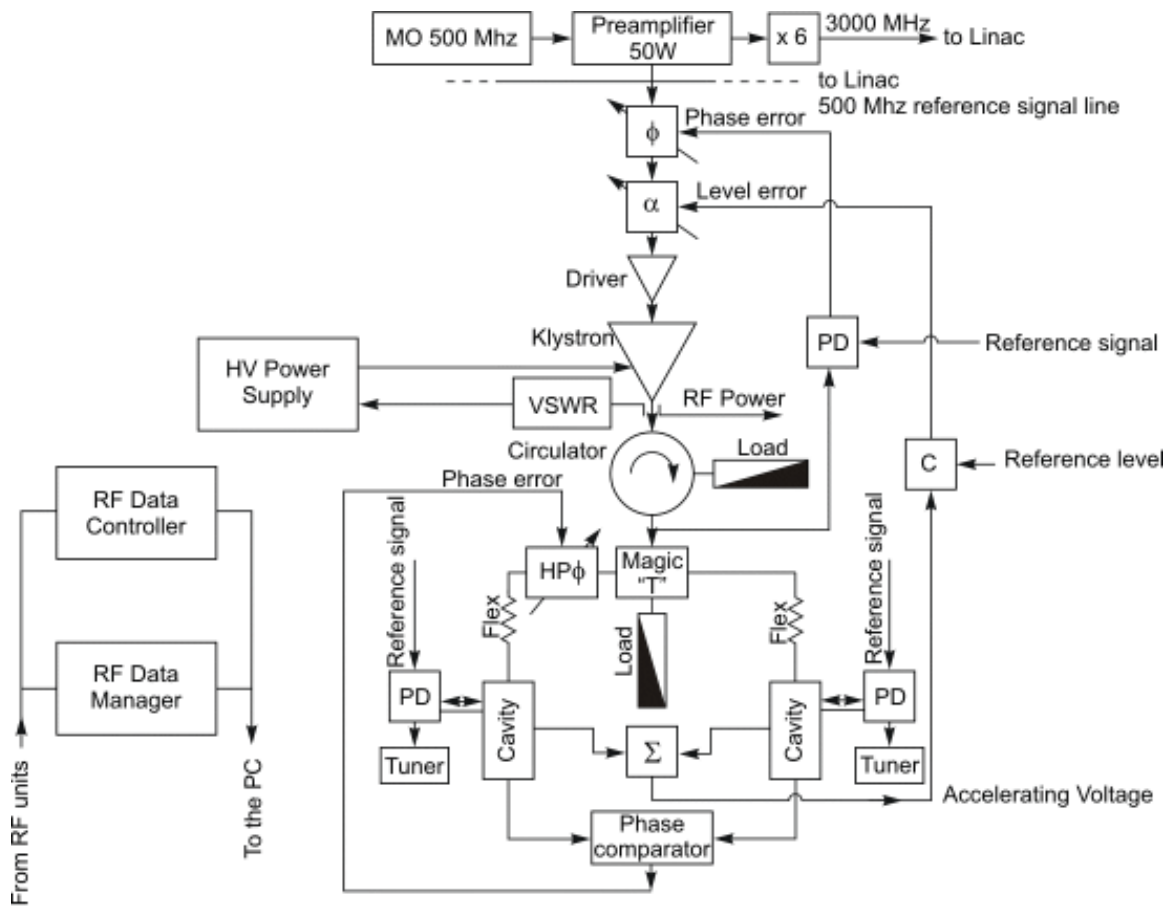 MO 500 Mhz
Preamplifier
50W
x 6
3000 MHz
to Linac
to Linac
500 Mhz reference signal line
ϕ
Phase error
α
Level error
Driver
Klystron
PD
Reference signal
HV Power
Supply
VSWR
RF Power
Circulator
Load
C
Reference level
Phase error
RF Data
Controller
Reference signal
HPϕ
Magic
"T"
Reference signal
Flex
Load
Flex
RF Data
Manager
PD
Cavity
Cavity
PD
Σ
Tuner
Tuner
Accelerating Voltage
Phase
comparator
From RF units
To the PC